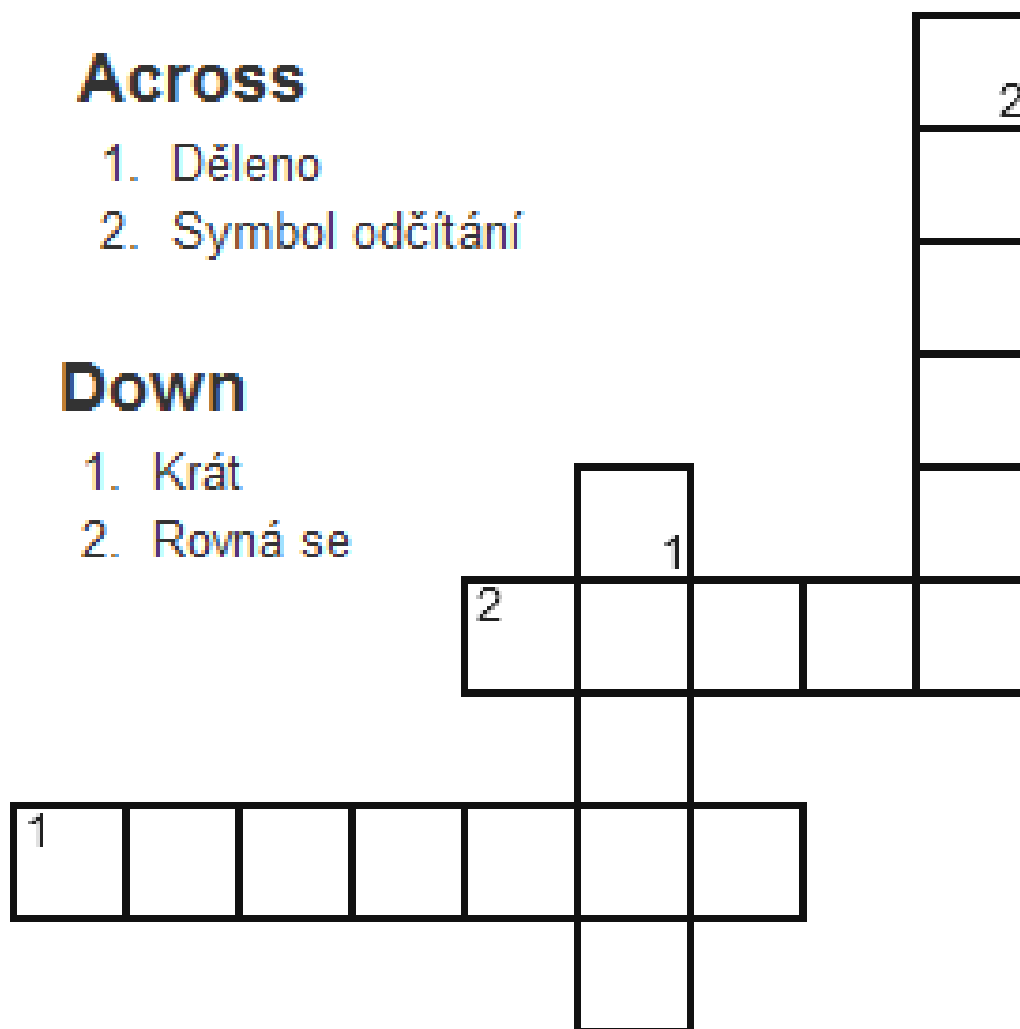 Across
1. Děleno
2. Symbol odčítání
Down
1. Krát
2. Rovná se
2
1
2
1